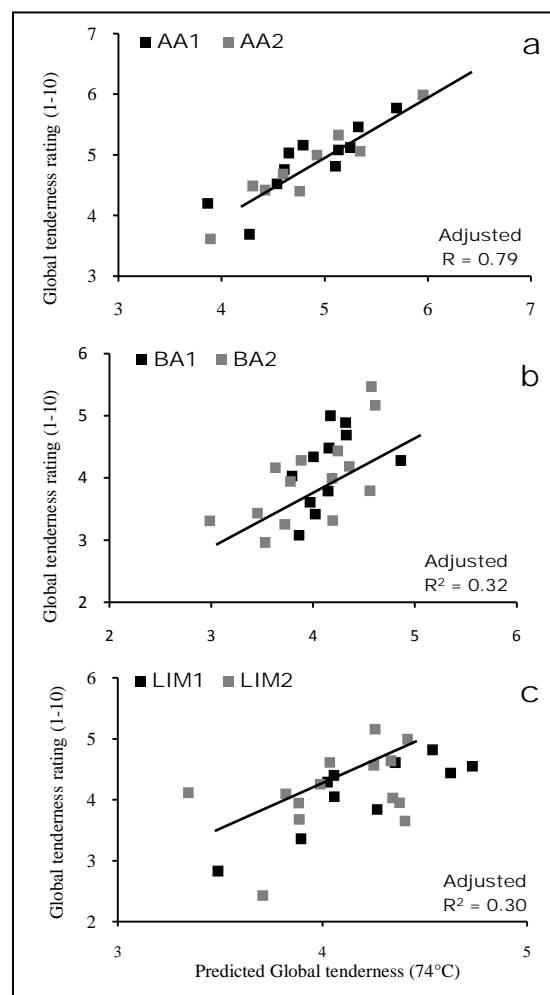 7
6
5
4
3
Global tenderness rating (1-10)
AA1 AA2
a
Adjusted
R = 0.79
3 4 5 6 7
6
5
4
3
2
Global tenderness rating (1-10)
BA1 BA2
b
Adjusted
R² = 0.32
2 3 4 5 6
6
5
4
3
2
Global tenderness rating (1-10)
LIM1 LIM2
c
Adjusted
R² = 0.30
3 4 5
Predicted Global tenderness (74°C)